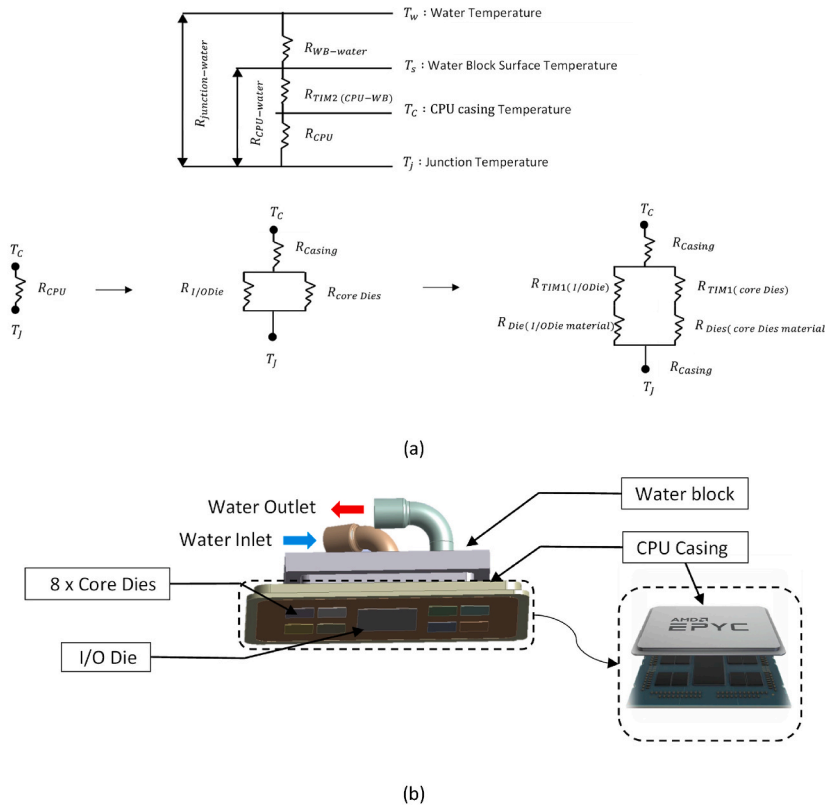 T_w : Water Temperature
R_WB−water
T_s : Water Block Surface Temperature
R_junction−water
R_CPU−water
R_TIM2 (CPU−WB)
T_C : CPU casing Temperature
R_CPU
T_j : Junction Temperature
T_C
R_CPU
T_J
T_C
R_Casing
R_I/ODie
R_core Dies
T_J
T_C
R_Casing
R_TIM1(I/ODie)
R_TIM1( core Dies)
R_Die(I/ODie material)
R_Dies( core Dies material
R_Casing
T_J
(a)
Water Outlet
Water Inlet
Water block
CPU Casing
8 x Core Dies
I/O Die
AMD
EPYC
(b)